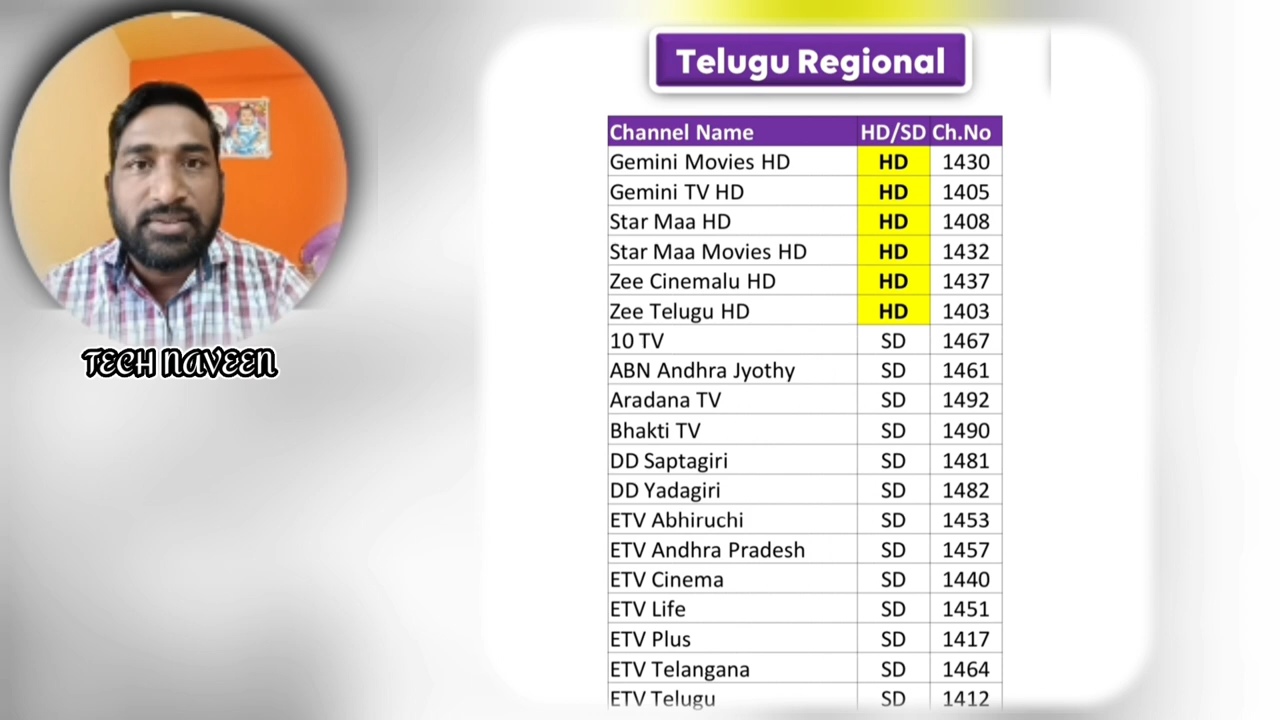 Telugu Regional
Channel Name HD/SD Ch.No
Gemini Movies HD HD 1430
Gemini TV HD HD 1405
Star Maa HD HD 1408
Star Maa Movies HD HD 1432
Zee Cinemalu HD HD 1437
Zee Telugu HD HD 1403
10 TV SD 1467
ABN Andhra Jyothy SD 1461
Aradana TV SD 1492
Bhakti TV SD 1490
DD Saptagiri SD 1481
DD Yadagiri SD 1482
ETV Abhiruchi SD 1453
ETV Andhra Pradesh SD 1457
ETV Cinema SD 1440
ETV Life SD 1451
ETV Plus SD 1417
ETV Telangana SD 1464
ETV Telugu SD 1412
TECH NAVEEN